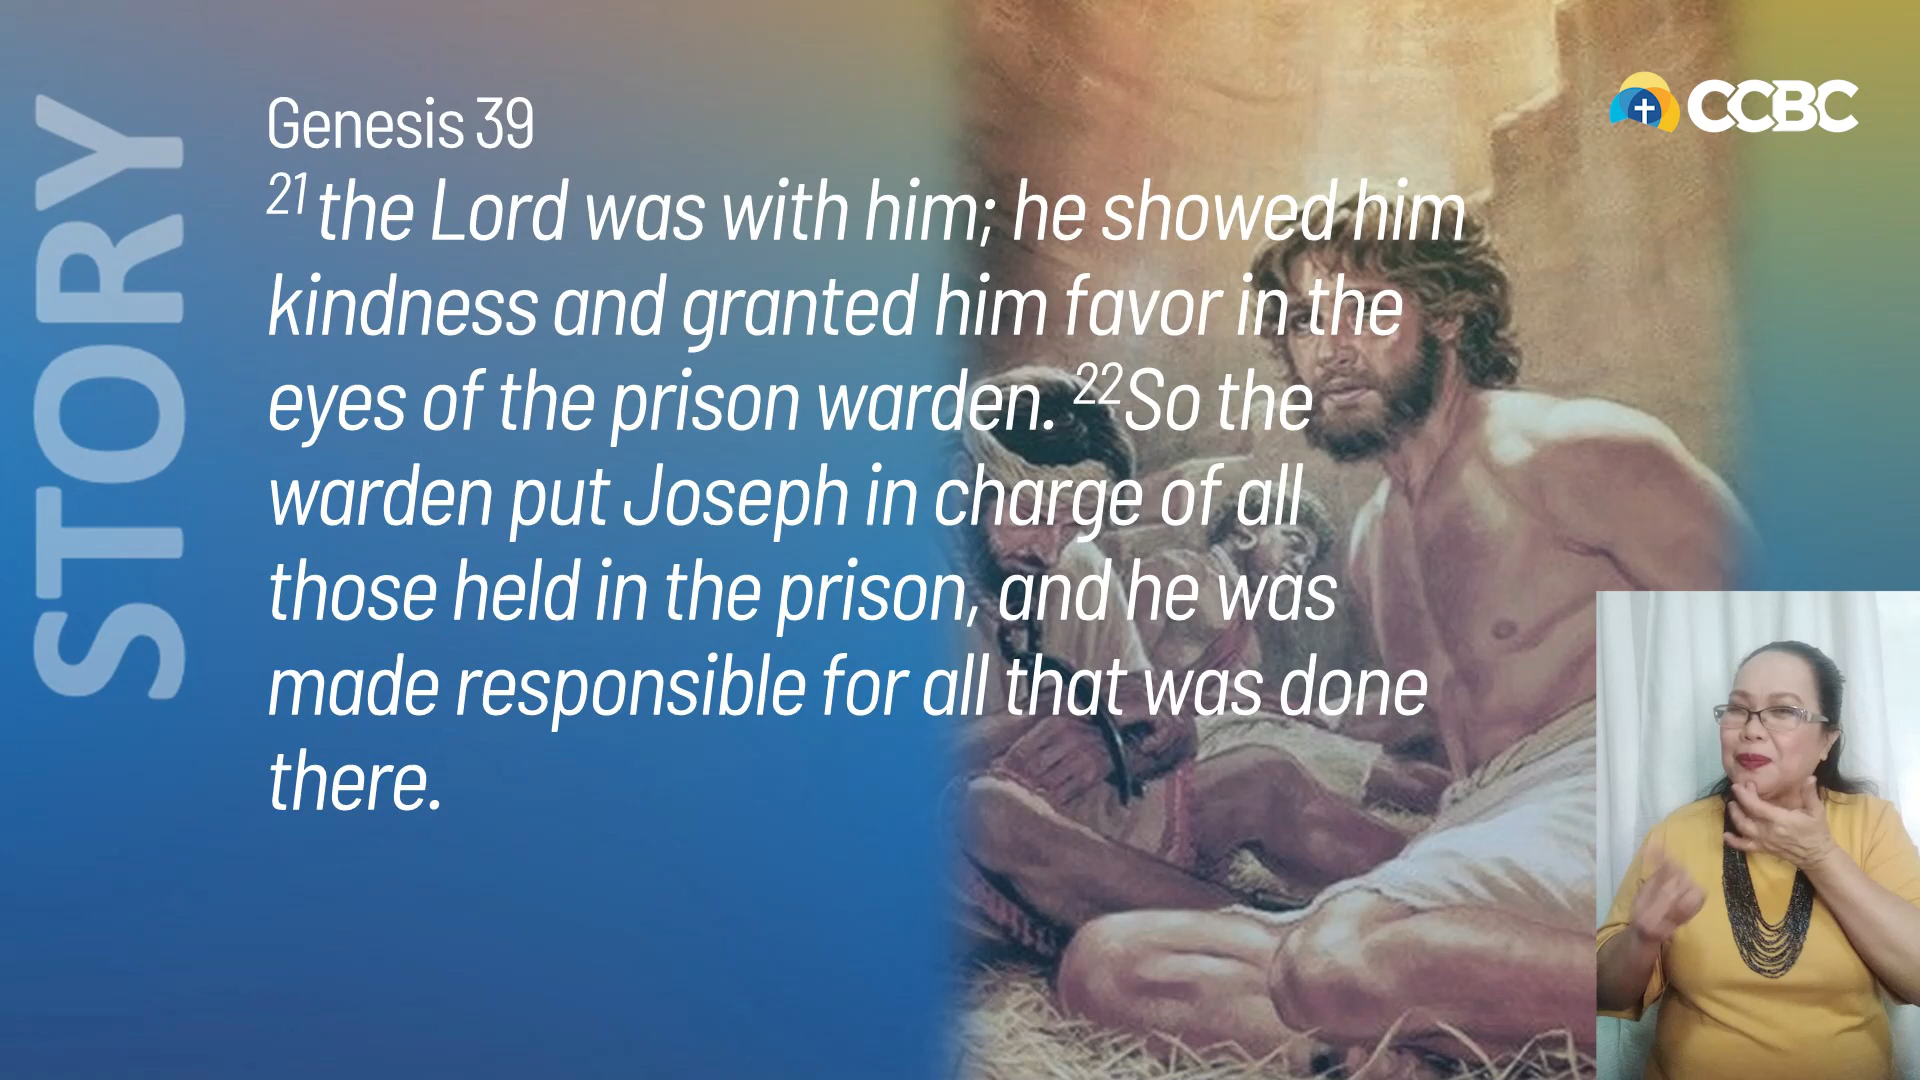 STORY
Genesis 39
21 the Lord was with him; he showed him
kindness and granted him favor in the
eyes of the prison warden. 22So the
warden put Joseph in charge of all
those held in the prison, and he was
made responsible for all that was done
there.
CCBC